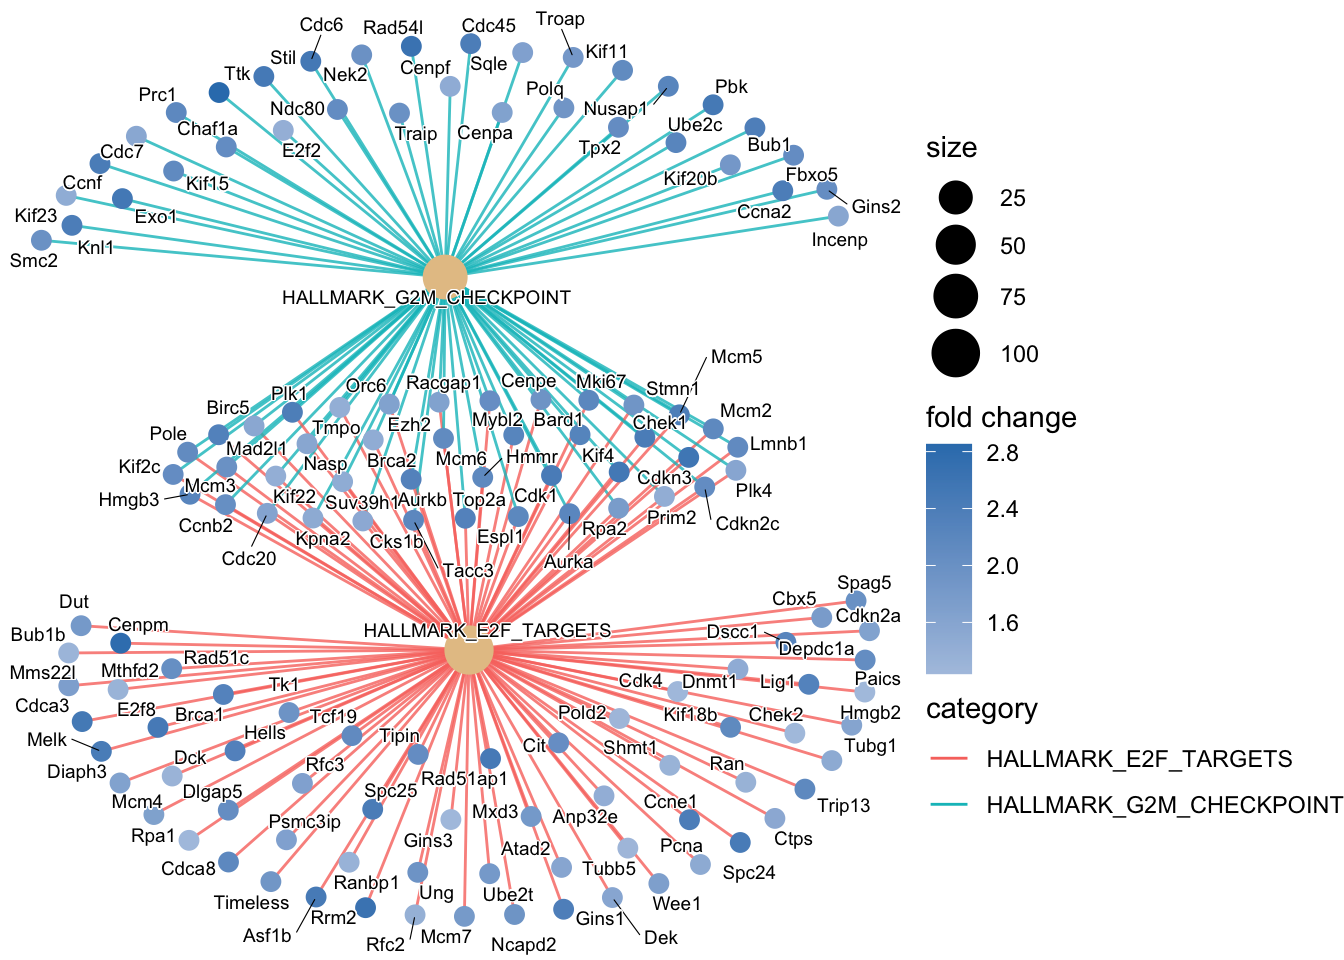 Cdc6
Rad54l
Cdc45
Troap
Stil
Nek2
Cenpf
Sqle
Kif11
Ttk
Prc1
Ndc80
Polq
Nusap1
Pbk
Chaf1a
E2f2
Traip
Cenpa
Tpx2
Ube2c
Bub1
Cdc7
Kif15
Kif20b
Fbxo5
Ccnf
Exo1
Ccna2
Gins2
Kif23
Knl1
Incenp
Smc2
HALLMARK_G2M_CHECKPOINT
Mcm5
Plk1
Orc6
Racgap1
Cenpe
Mki67
Stmn1
Birc5
Tmpo
Ezh2
Mybl2
Bard1
Chek1
Mcm2
Pole
Mad2l1
Nasp
Brca2
Mcm6
Hmmr
Kif4
Lmnb1
Kif2c
Mcm3
Kif22
Suv39h1
Aurkb
Top2a
Cdk1
Cdkn3
Plk4
Hmgb3
Ccnb2
Kpna2
Cks1b
Espl1
Rpa2
Prim2
Cdkn2c
Cdc20
Tacc3
Aurka
HALLMARK_E2F_TARGETS
Dut
Cenpm
Cbx5
Spag5
Cdkn2a
Bub1b
Dscc1
Depdc1a
Mms22l
Mthfd2
Rad51c
Tk1
Cdk4
Dnmt1
Lig1
Paics
Cdca3
E2f8
Brca1
Tcf19
Pold2
Kif18b
Chek2
Hmgb2
Melk
Hells
Tipin
Cit
Shmt1
Tubg1
Diaph3
Dck
Rfc3
Rad51ap1
Ran
Mcm4
Dlgap5
Spc25
Mxd3
Anp32e
Ccne1
Trip13
Rpa1
Psmc3ip
Gins3
Atad2
Pcna
Ctps
Cdca8
Ranbp1
Ung
Ube2t
Tubb5
Spc24
Timeless
Rrm2
Gins1
Wee1
Asf1b
Rfc2
Mcm7
Ncapd2
Dek
size
25
50
75
100
fold change
2.8
2.4
2.0
1.6
category
HALLMARK_E2F_TARGETS
HALLMARK_G2M_CHECKPOINT